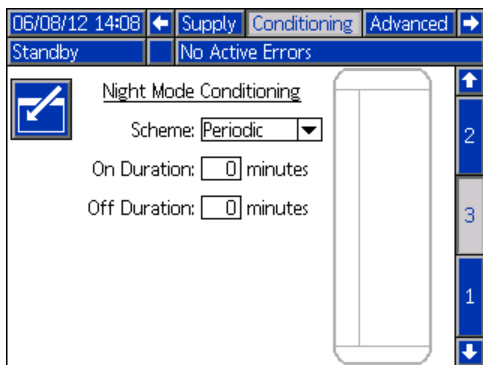 06/08/12 14:08 Supply Conditioning Advanced
Standby No Active Errors
Night Mode Conditioning
Scheme: Periodic
On Duration: 0 minutes
Off Duration: 0 minutes
2
3
1